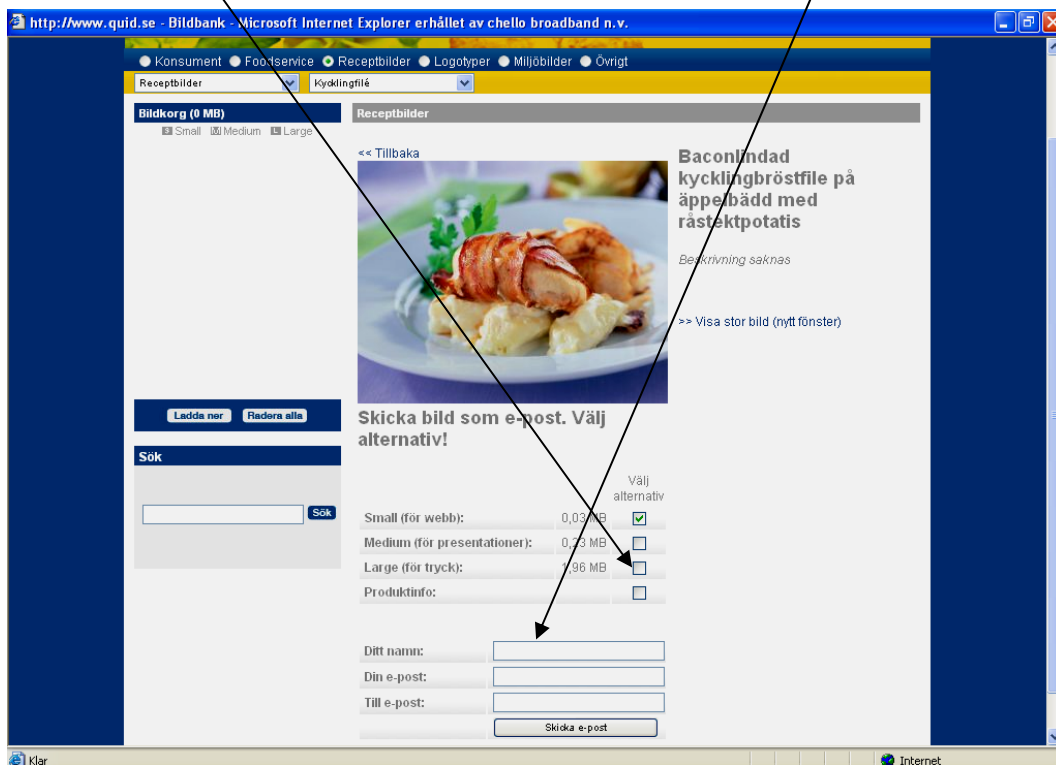 http://www.quid.se - Bildbank - Microsoft Internet Explorer erhållet av chello broadband n.v.
Konsument Foodservice Receptbilder Logotyper Miljöbilder Övrigt
Receptbilder Kycklingfilé
Bildkorg (0 MB)
S Small M Medium L Large
Receptbilder
<< Tillbaka
Baconlindad
kycklingbröstfile på
äppelbädd med
råstektpotatis
Beskrivning saknas
>> Visa stor bild (nytt fönster)
Ladda ner Radera alla
Sök
Sök
Skicka bild som e-post. Välj
alternativ!
Välj
alternativ
Small (för webb): 0,03 MB
Medium (för presentationer): 0,23 MB
Large (för tryck): 1,96 MB
Produktinfo:
Ditt namn:
Din e-post:
Till e-post:
Skicka e-post
Klar Internet